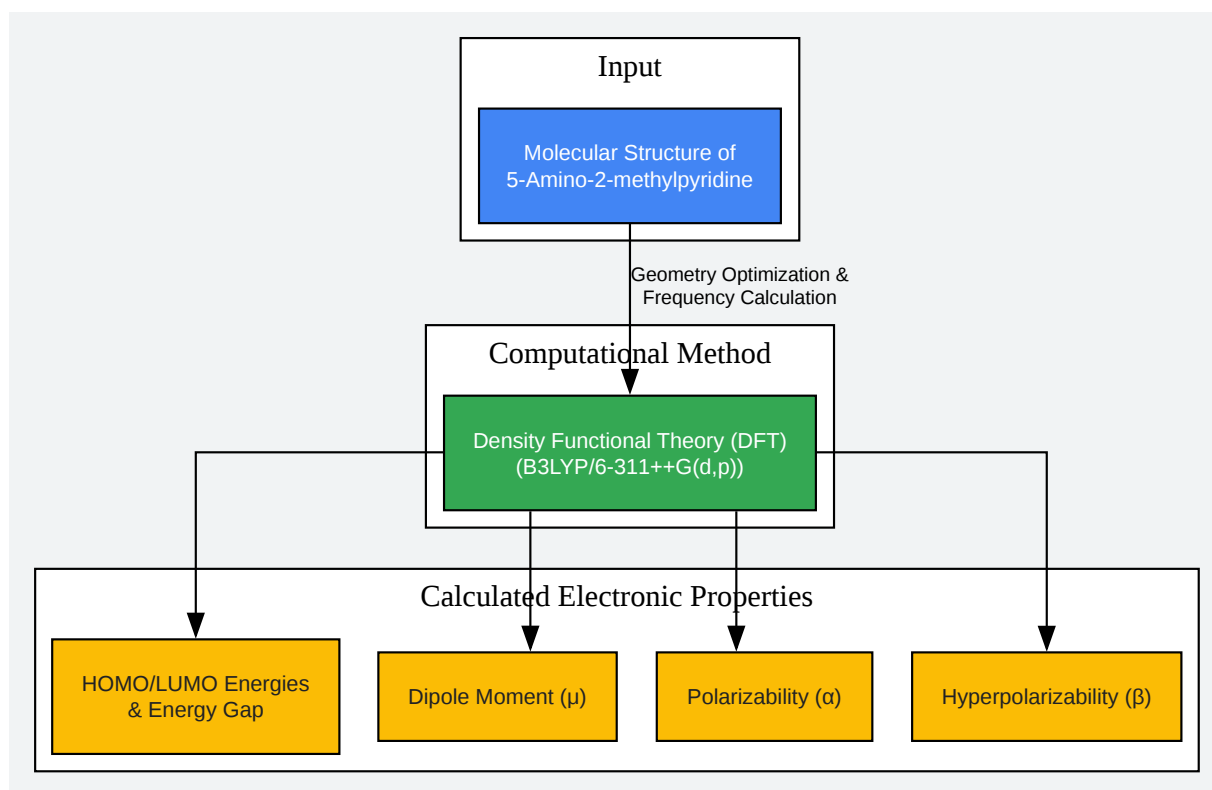 Input
Molecular Structure of
5-Amino-2-methylpyridine
Geometry Optimization &
Frequency Calculation
Computational Method
Density Functional Theory (DFT)
(B3LYP/6-311++G(d,p))
Calculated Electronic Properties
HOMO/LUMO Energies
& Energy Gap
Dipole Moment (μ)
Polarizability (α)
Hyperpolarizability (β)